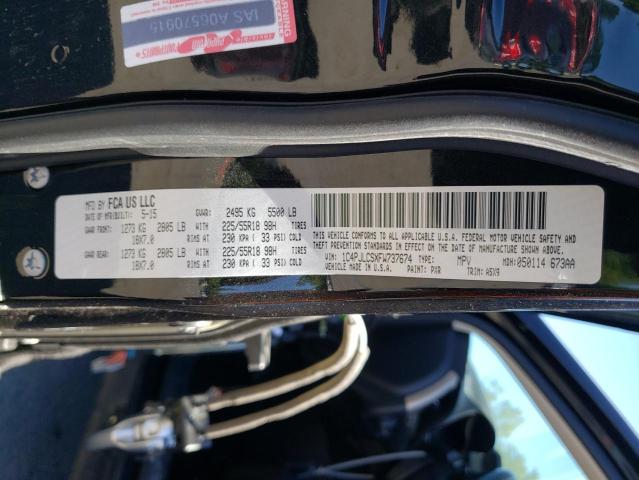 WARNING
IAS A06570915
MFD BY FCA US LLC
DATE OF MFR/BUILT: 5-15 GVWR: 2495 KG 5500 LB
GAWR FRONT: 1273 KG 2805 LB WITH 225/55R18 98H TIRES
18X7.0 RIMS AT 230 KPA ( 33 PSI) COLD
GAWR REAR: 1273 KG 2805 LB WITH 225/55R18 98H TIRES
18X7.0 RIMS AT 230 KPA ( 33 PSI) COLD
THIS VEHICLE CONFORMS TO ALL APPLICABLE U.S.A. FEDERAL MOTOR VEHICLE SAFETY AND
THEFT PREVENTION STANDARDS IN EFFECT ON THE DATE OF MANUFACTURE SHOWN ABOVE.
VIN: 1C4PJLCSXFW737674 TYPE: MPV MDH: 050114 673AA
MADE IN U.S.A. PAINT: PXR TRIM: A5X9